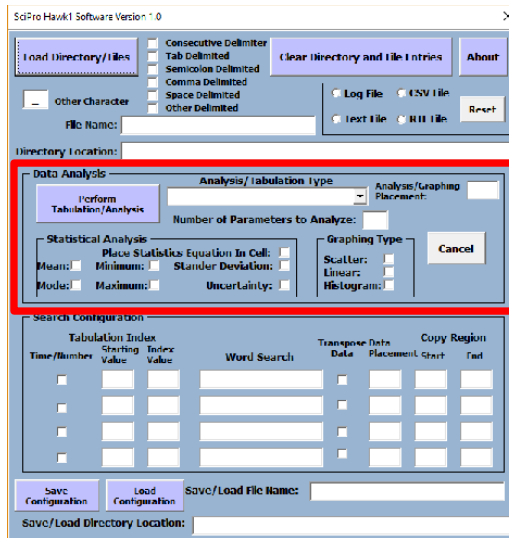 SciPro Hawk1 Software Version 1.0
Load Directory/Files
Consecutive Delimiter
Tab Delimited
Semicolon Delimited
Comma Delimited
Space Delimited
Other Delimited
Clear Directory and File Entries
About
_ Other Character
Log File CSV File
Text File RTF File
Reset
File Name:
Directory Location:
Data Analysis
Perform
Tabulation/Analysis
Analysis/Tabulation Type
Analysis/Graphing
Placement:
Number of Parameters to Analyze:
Statistical Analysis
Place Statistics Equation In Cell:
Mean: Minimum: Stander Deviation:
Mode: Maximum: Uncertainty:
Graphing Type
Scatter:
Linear:
Histogram:
Cancel
Search Configuration
Tabulation Index
Time/Number
Starting
Value
Index
Value
Word Search
Transpose
Data
Data
Placement
Copy Region
Start End
Save
Configuration
Load
Configuration
Save/Load File Name:
Save/Load Directory Location: